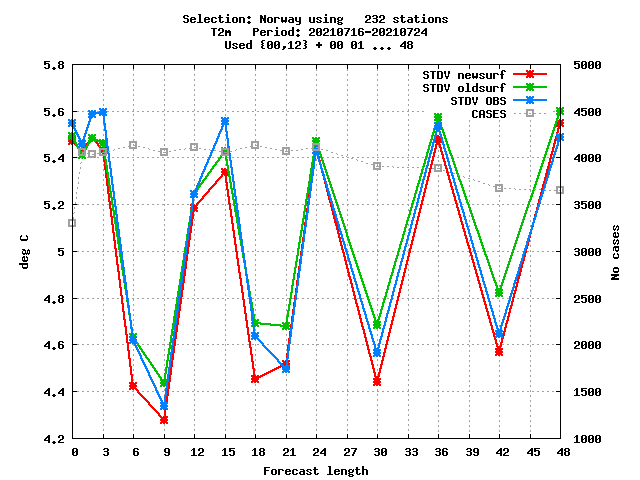 Selection: Norway using   232 stations
T2m   Period: 20210716-20210724
Used {00,12} + 00 01 ... 48
STDV newsurf
STDV oldsurf
STDV OBS
CASES
deg C
5.8
5.6
5.4
5.2
5
4.8
4.6
4.4
4.2
5000
4500
4000
3500
3000
2500
2000
1500
1000
No cases
0 3 6 9 12 15 18 21 24 27 30 33 36 39 42 45 48
Forecast length